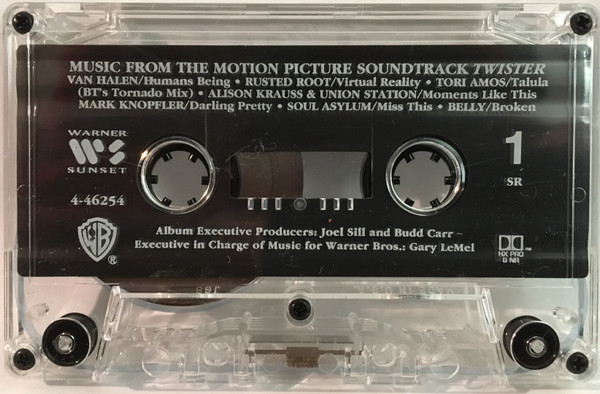 MUSIC FROM THE MOTION PICTURE SOUNDTRACK TWISTER
VAN HALEN/Humans Being • RUSTED ROOT/Virtual Reality • TORI AMOS/Talula
(BT's Tornado Mix) • ALISON KRAUSS & UNION STATION/Moments Like This
MARK KNOPFLER/Darling Pretty • SOUL ASYLUM/Miss This • BELLY/Broken
WARNER
WS
SUNSET
4-46254
1
SR
WB
®
Album Executive Producers: Joel Sill and Budd Carr
Executive in Charge of Music for Warner Bros.: Gary LeMel
HX PRO
B NR